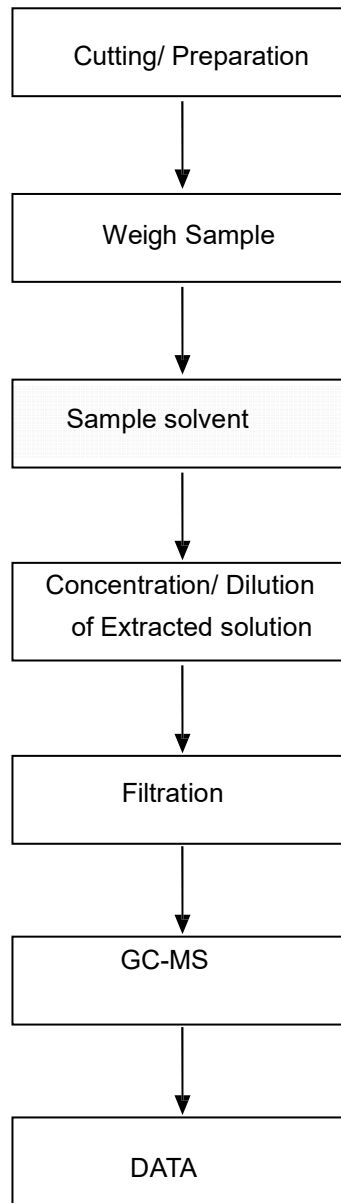 Cutting/ Preparation
Weigh Sample
Sample solvent
Concentration/ Dilution
of Extracted solution
Filtration
GC-MS
DATA